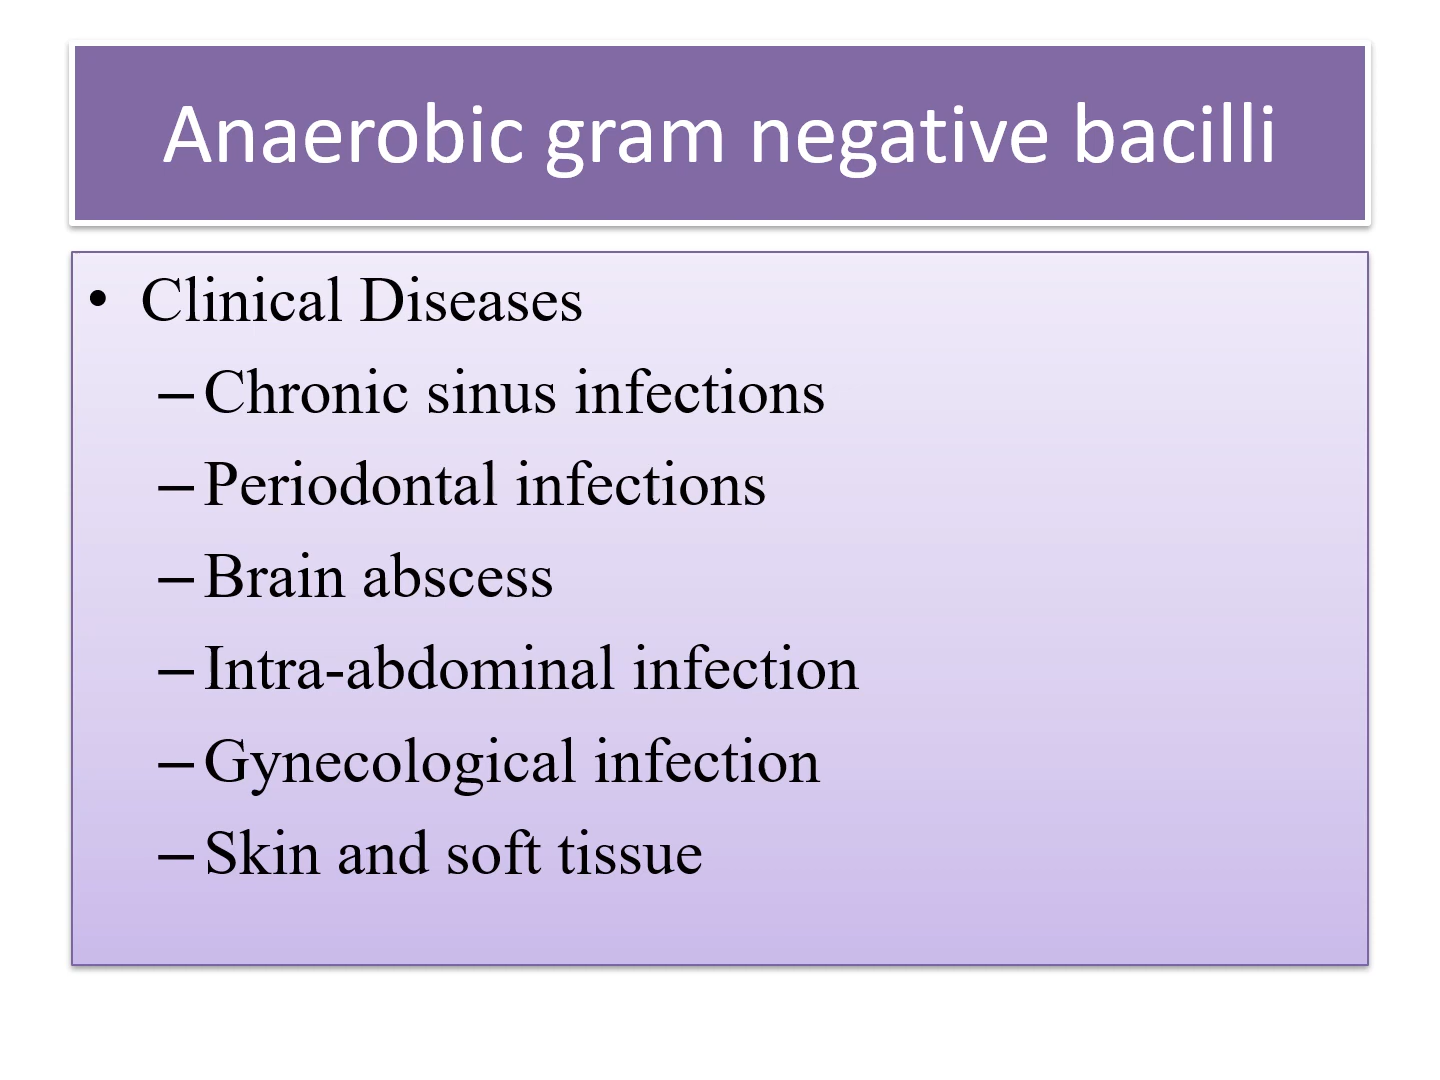 Anaerobic gram negative bacilli
• Clinical Diseases
– Chronic sinus infections
– Periodontal infections
– Brain abscess
– Intra-abdominal infection
– Gynecological infection
– Skin and soft tissue